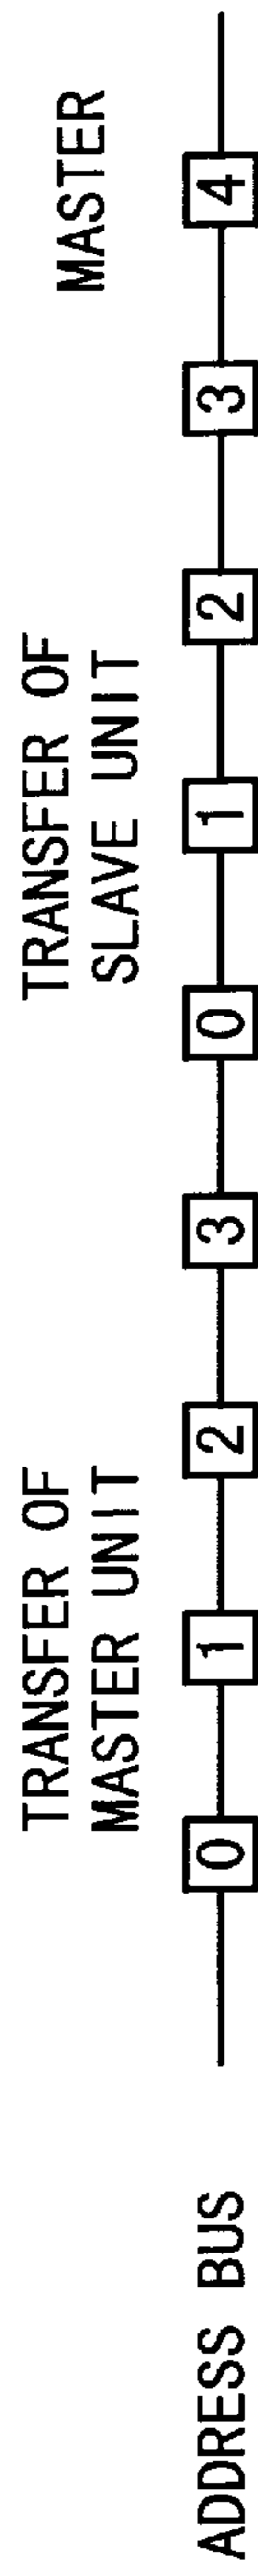 TRANSFER OF
MASTER UNIT
TRANSFER OF
SLAVE UNIT
MASTER
ADDRESS BUS 0 1 2 3 0 1 2 3 4